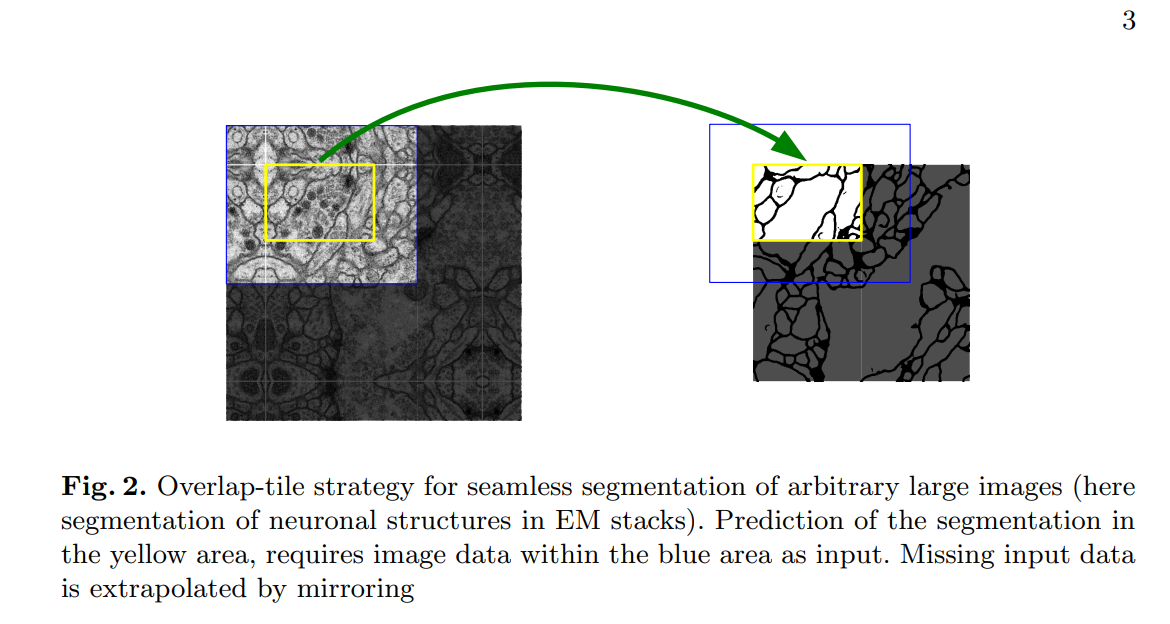 3
Fig. 2. Overlap-tile strategy for seamless segmentation of arbitrary large images (here
segmentation of neuronal structures in EM stacks). Prediction of the segmentation in
the yellow area, requires image data within the blue area as input. Missing input data
is extrapolated by mirroring